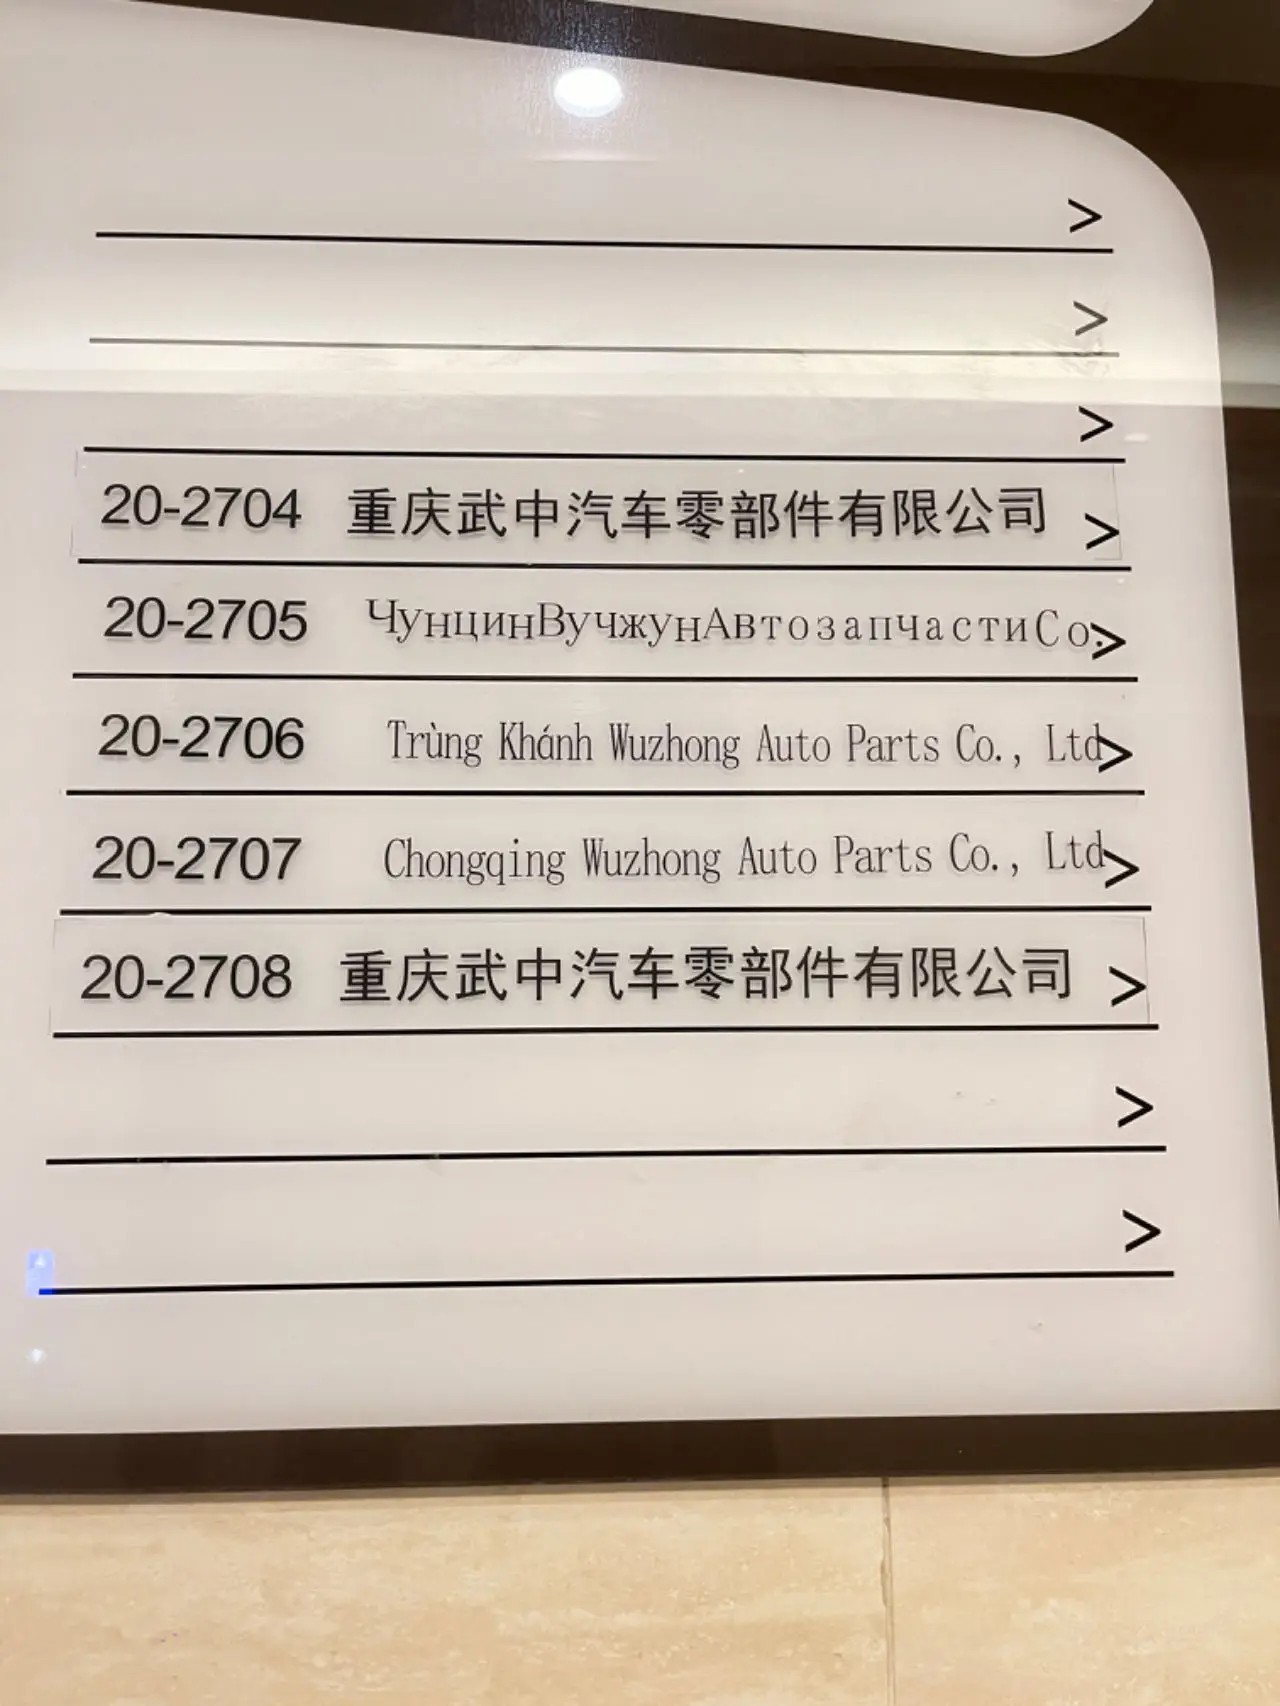 >
>
>
20-2704 重庆武中汽车零部件有限公司 >
20-2705 ЧунцинВучжунАвтозапчастиСо. >
20-2706 Trùng Khánh Wuzhong Auto Parts Co., Ltd >
20-2707 Chongqing Wuzhong Auto Parts Co., Ltd >
20-2708 重庆武中汽车零部件有限公司 >
>
>